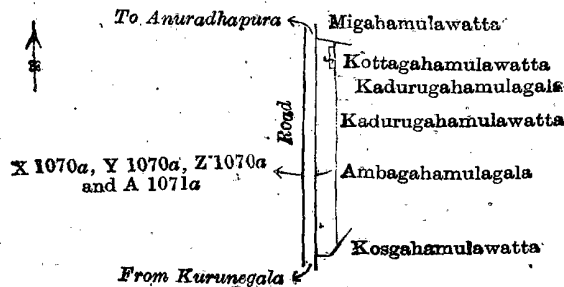 To Anuradhapura
Migahamulawatta
Kottagahamulawatta
Kadurugahamulagala
Road
Kadurugahamulawatta
X 1070a, Y 1070a, Z 1070a
and A 1071a
Ambagahamulagala
Kosgahamulawatta
From Kurunegala